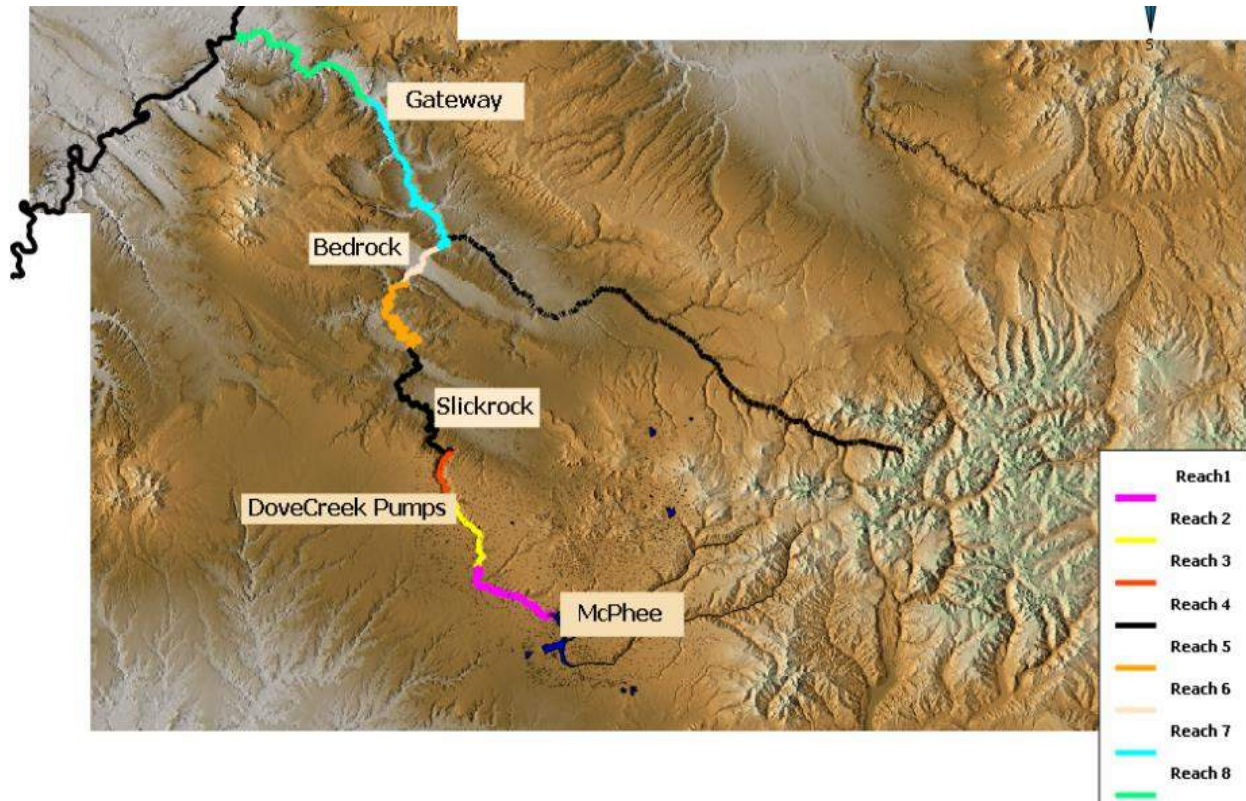 S
Gateway
Bedrock
Slickrock
DoveCreek Pumps
McPhee
Reach1
Reach 2
Reach 3
Reach 4
Reach 5
Reach 6
Reach 7
Reach 8